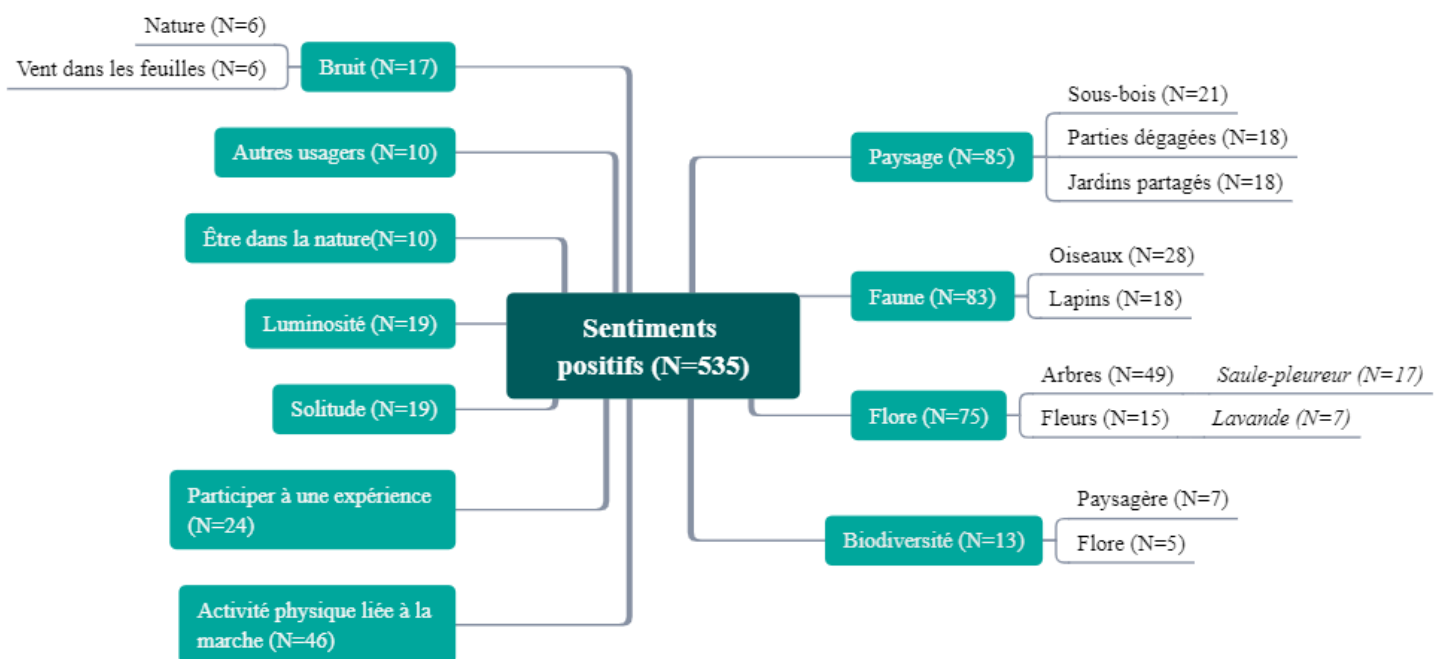 Nature (N=6)
Vent dans les feuilles (N=6)
Bruit (N=17)
Autres usagers (N=10)
Être dans la nature(N=10)
Luminosité (N=19)
Solitude (N=19)
Participer à une expérience
(N=24)
Activité physique liée à la
marche (N=46)
Sentiments
positifs (N=535)
Paysage (N=85)
Sous-bois (N=21)
Parties dégagées (N=18)
Jardins partagés (N=18)
Faune (N=83)
Oiseaux (N=28)
Lapins (N=18)
Flore (N=75)
Arbres (N=49) Saule-pleureur (N=17)
Fleurs (N=15) Lavande (N=7)
Biodiversité (N=13)
Paysagère (N=7)
Flore (N=5)